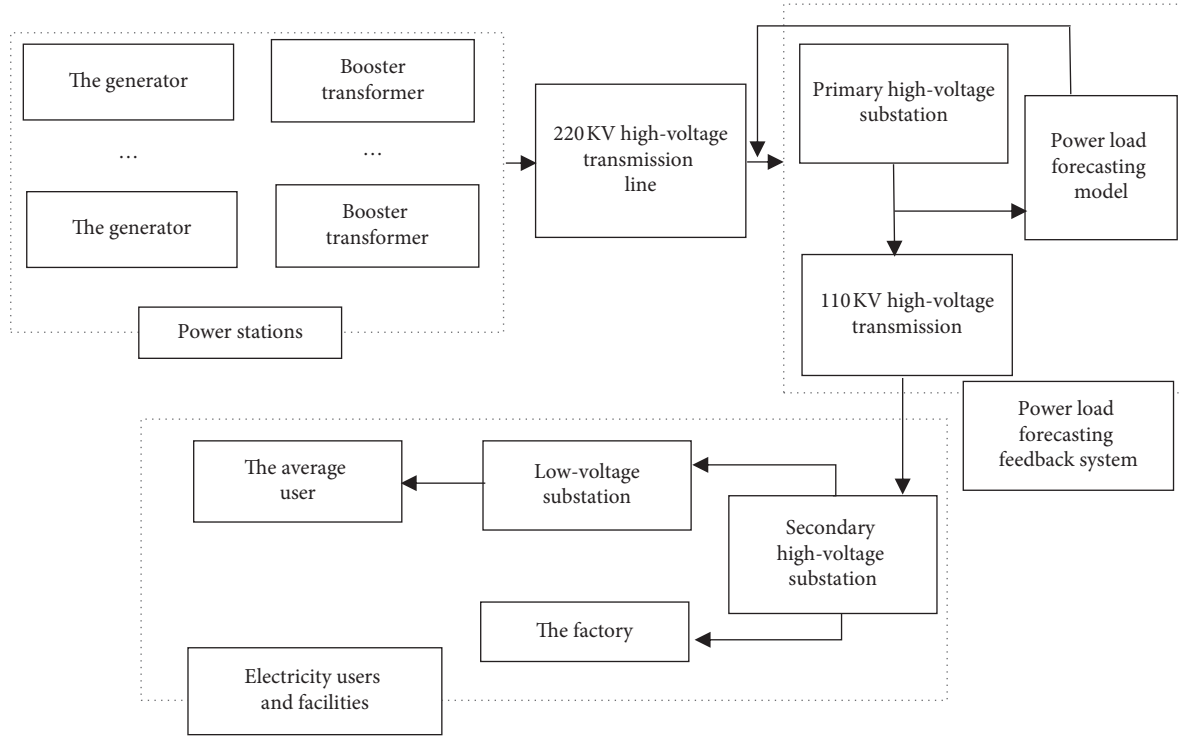 The generator
Booster
transformer
...
...
The generator
Booster
transformer
Power stations
220 KV high-voltage
transmission
line
Primary high-voltage
substation
Power load
forecasting
model
110 KV high-voltage
transmission
Power load
forecasting
feedback system
The average
user
Low-voltage
substation
Secondary
high-voltage
substation
The factory
Electricity users
and facilities